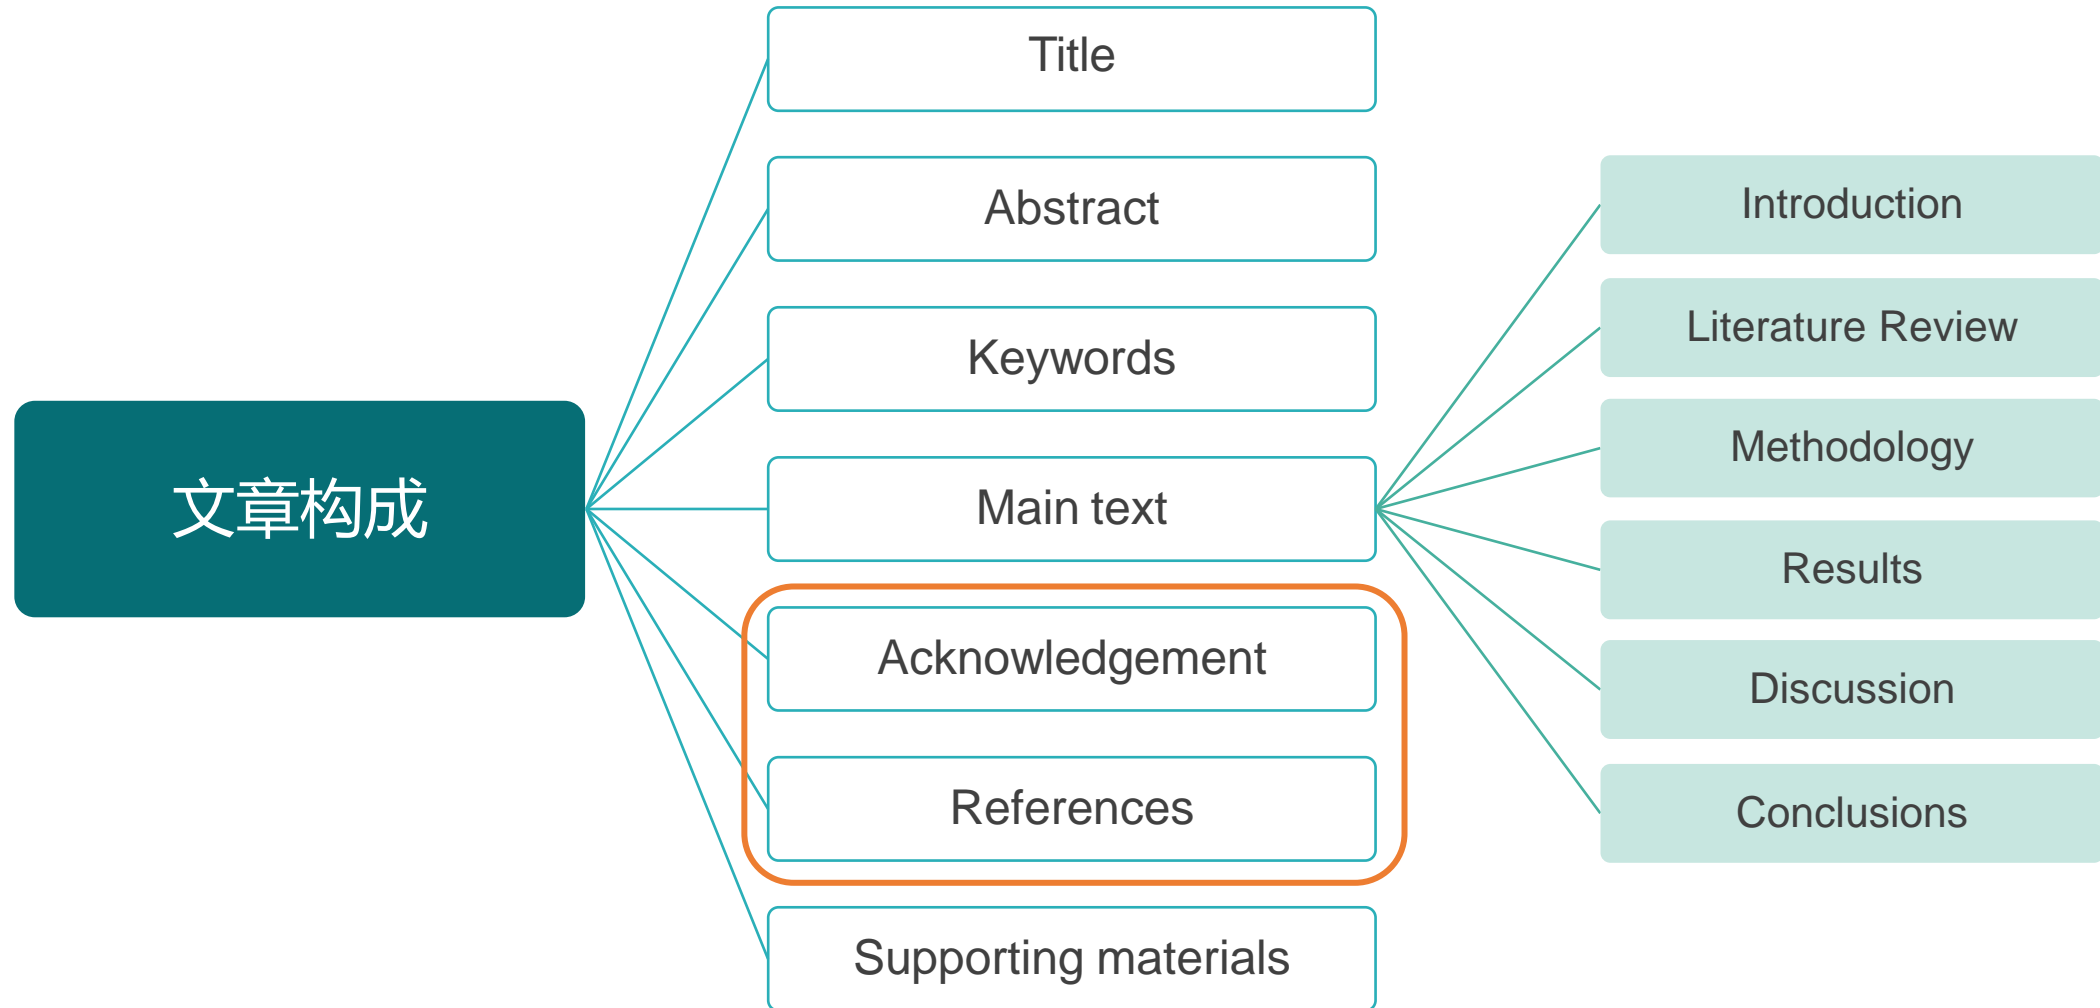 文章构成
Title
Abstract
Keywords
Main text
Acknowledgement
References
Supporting materials
Introduction
Literature Review
Methodology
Results
Discussion
Conclusions